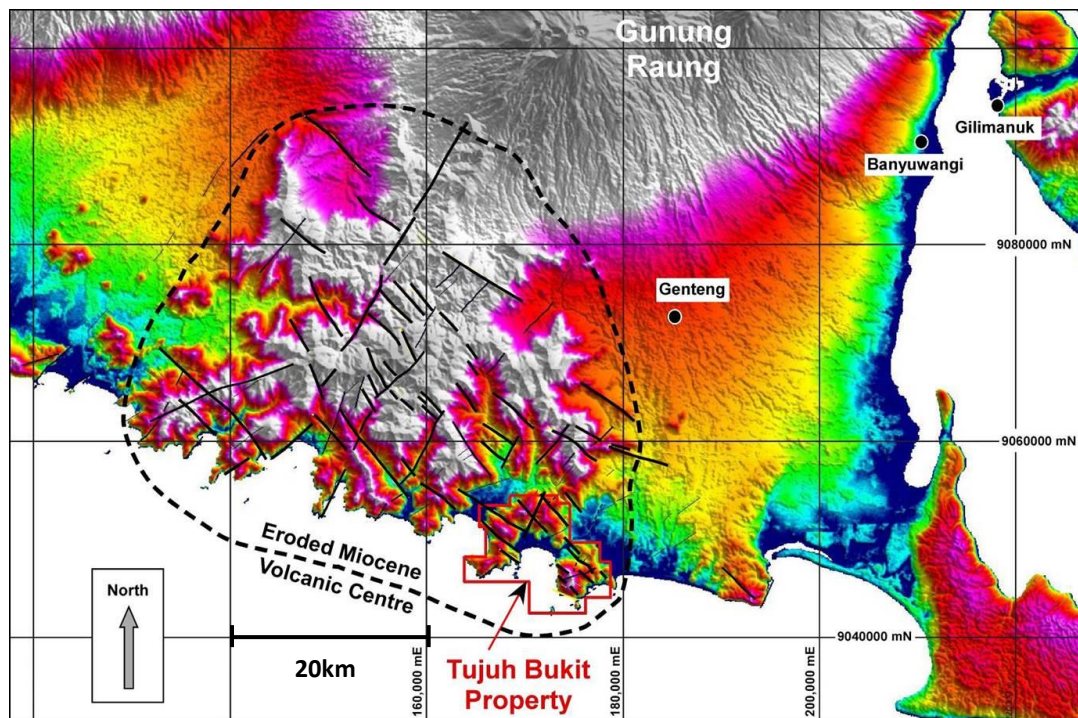 Gunung
Raung
Gilimanuk
Banyuwangi
9080000 mN
Genteng
9060000 mN
Eroded Miocene
Volcanic Centre
North
9040000 mN
20km
160,000 mE
180,000 mE
200,000 mE
Tujuh Bukit
Property